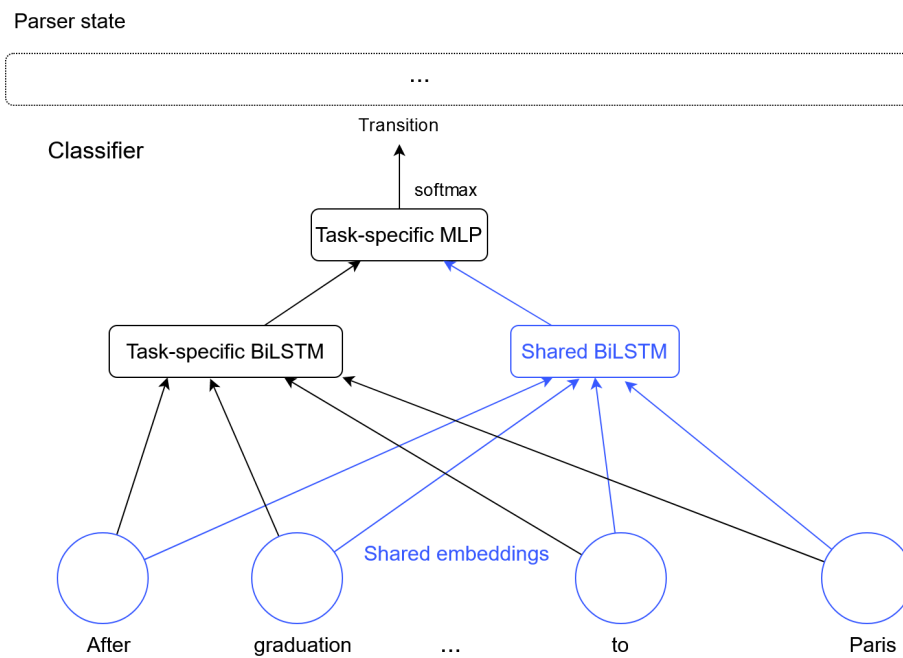 Parser state
...
Transition
Classifier
softmax
Task-specific MLP
Task-specific BiLSTM
Shared BiLSTM
Shared embeddings
After graduation ... to Paris